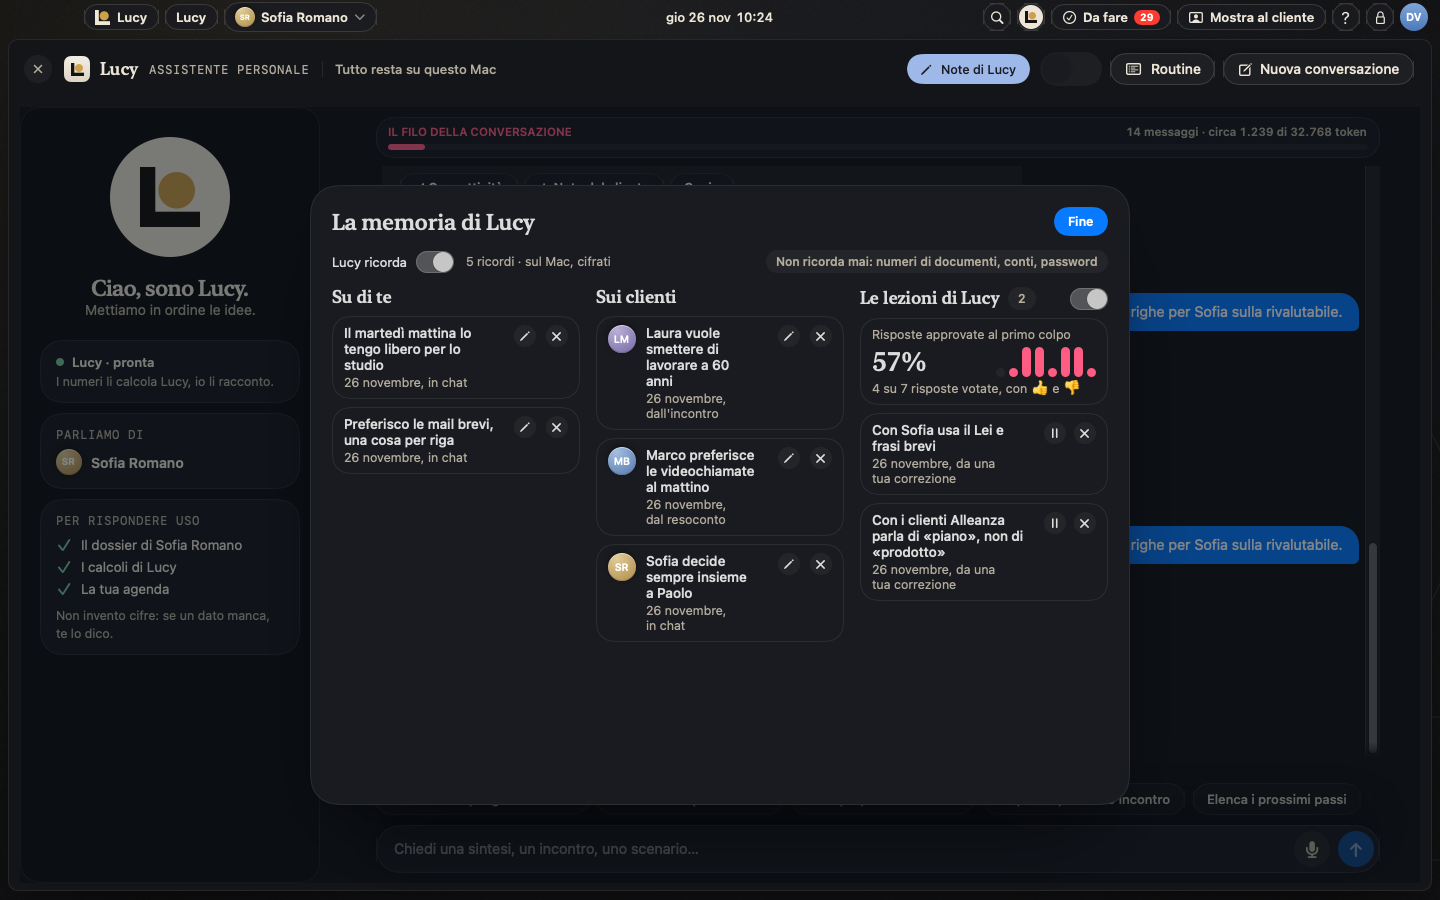 Lucy
Lucy
SR Sofia Romano
gio 26 nov 10:24
Da fare 29
Mostra al cliente
?
DV
Lucy ASSISTENTE PERSONALE
Tutto resta su questo Mac
Note di Lucy
Routine
Nuova conversazione
Ciao, sono Lucy.
Mettiamo in ordine le idee.
Lucy · pronta
I numeri li calcola Lucy, io li racconto.
PARLIAMO DI
SR Sofia Romano
PER RISPONDERE USO
Il dossier di Sofia Romano
I calcoli di Lucy
La tua agenda
Non invento cifre: se un dato manca,
te lo dico.
IL FILO DELLA CONVERSAZIONE
14 messaggi · circa 1.239 di 32.768 token
La memoria di Lucy
Fine
Lucy ricorda
5 ricordi · sul Mac, cifrati
Non ricorda mai: numeri di documenti, conti, password
Su di te
Il martedì mattina lo
tengo libero per lo
studio
26 novembre, in chat
Preferisco le mail brevi,
una cosa per riga
26 novembre, in chat
Sui clienti
LM
Laura vuole
smettere di
lavorare a 60
anni
26 novembre,
dall'incontro
MB
Marco preferisce
le videochiamate
al mattino
26 novembre,
dal resoconto
SR
Sofia decide
sempre insieme
a Paolo
26 novembre,
in chat
Le lezioni di Lucy 2
Risposte approvate al primo colpo
57%
4 su 7 risposte votate, con 👍 e 👎
Con Sofia usa il Lei e
frasi brevi
26 novembre, da una
tua correzione
Con i clienti Alleanza
parla di «piano», non di
«prodotto»
26 novembre, da una
tua correzione
righe per Sofia sulla rivalutabile.
righe per Sofia sulla rivalutabile.
incontro
Elenca i prossimi passi
Chiedi una sintesi, un incontro, uno scenario...